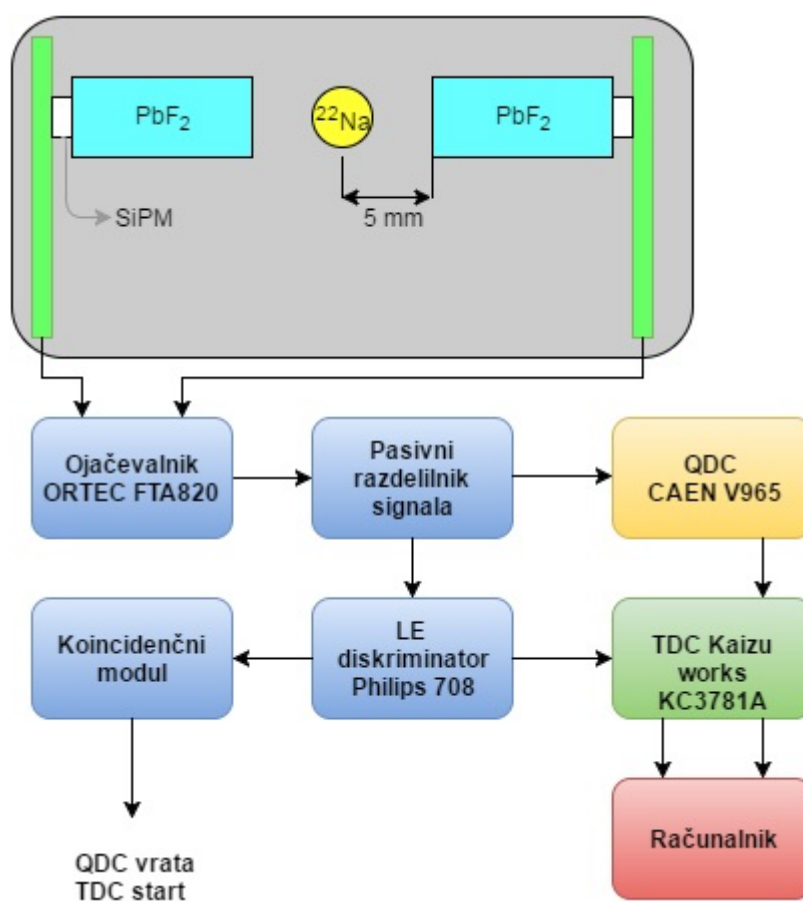 PbF2
22Na
PbF2
SiPM
5 mm
Ojačevalnik
ORTEC FTA820
Pasivni
razdelilnik
signala
QDC
CAEN V965
Koincidenčni
modul
LE
diskriminator
Philips 708
TDC Kaizu
works
KC3781A
QDC vrata
TDC start
Računalnik